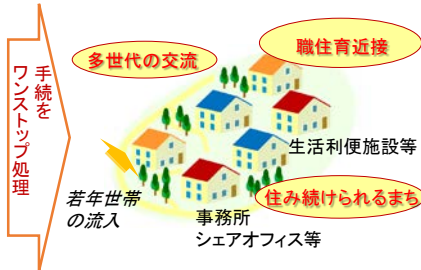 手続を
ワンストップ処理
多世代の交流
職住育近接
生活利便施設等
住み続けられるまち
若年世帯
の流入
事務所
シェアオフィス等